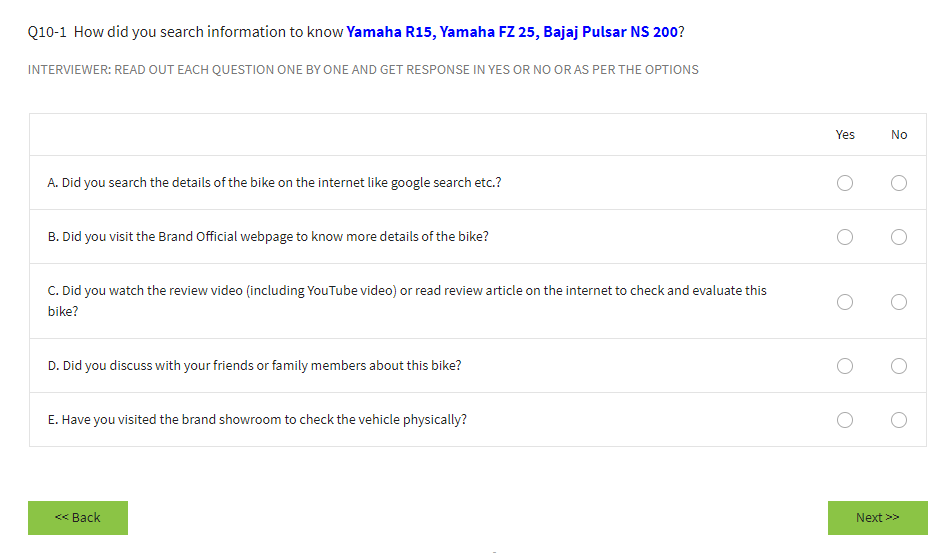 Q10-1 How did you search information to know Yamaha R15, Yamaha FZ 25, Bajaj Pulsar NS 200?
INTERVIEWER: READ OUT EACH QUESTION ONE BY ONE AND GET RESPONSE IN YES OR NO OR AS PER THE OPTIONS
Yes No
A. Did you search the details of the bike on the internet like google search etc.?
B. Did you visit the Brand Official webpage to know more details of the bike?
C. Did you watch the review video (including YouTube video) or read review article on the internet to check and evaluate this
bike?
D. Did you discuss with your friends or family members about this bike?
E. Have you visited the brand showroom to check the vehicle physically?
<< Back Next >>